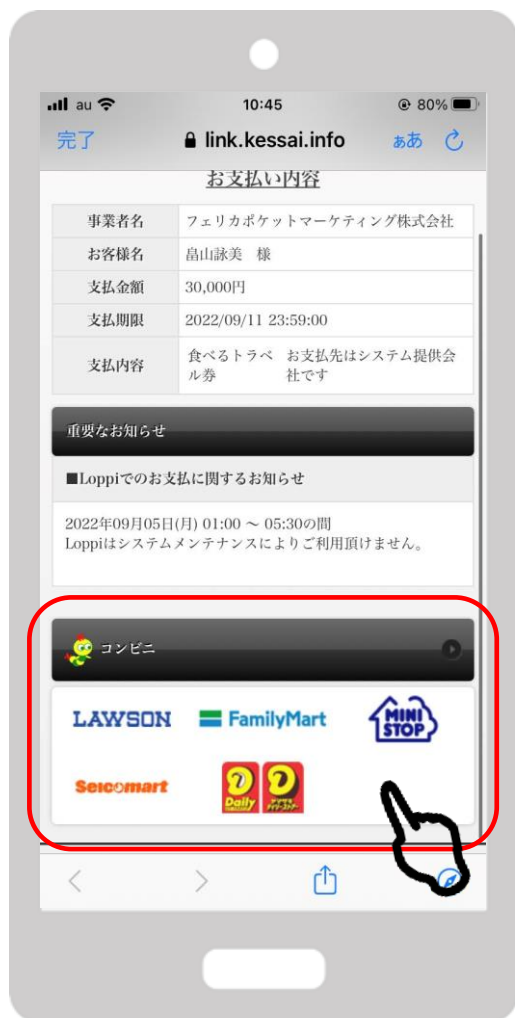 au 10:45 80%
完了 link.kessai.info ぁあ
お支払い内容
事業者名 フェリカポケットマーケティング株式会社
お客様名 畠山詠美 様
支払金額 30,000円
支払期限 2022/09/11 23:59:00
支払内容 食べるトラベル券 お支払先はシステム提供会社です
重要なお知らせ
■Loppiでのお支払に関するお知らせ
2022年09月05日(月) 01:00 ～ 05:30の間
Loppiはシステムメンテナンスによりご利用頂けません。
コンビニ
LAWSON FamilyMart MINI STOP
Seicomart Daily